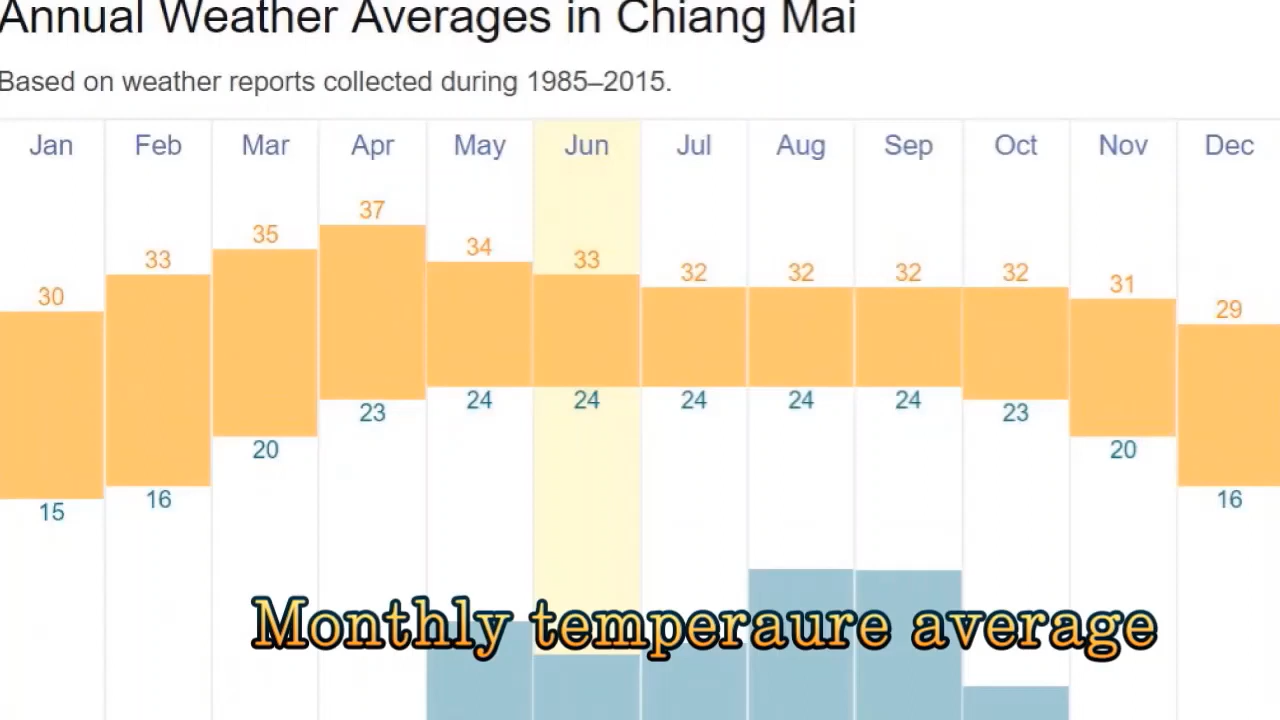 Annual Weather Averages in Chiang Mai
Based on weather reports collected during 1985–2015.
Jan Feb Mar Apr May Jun Jul Aug Sep Oct Nov Dec
37
35
34
33 33
32 32 32 32
31
30
29
24 24 24 24 24
23 23
20 20
16 16
15
Monthly temperaure average